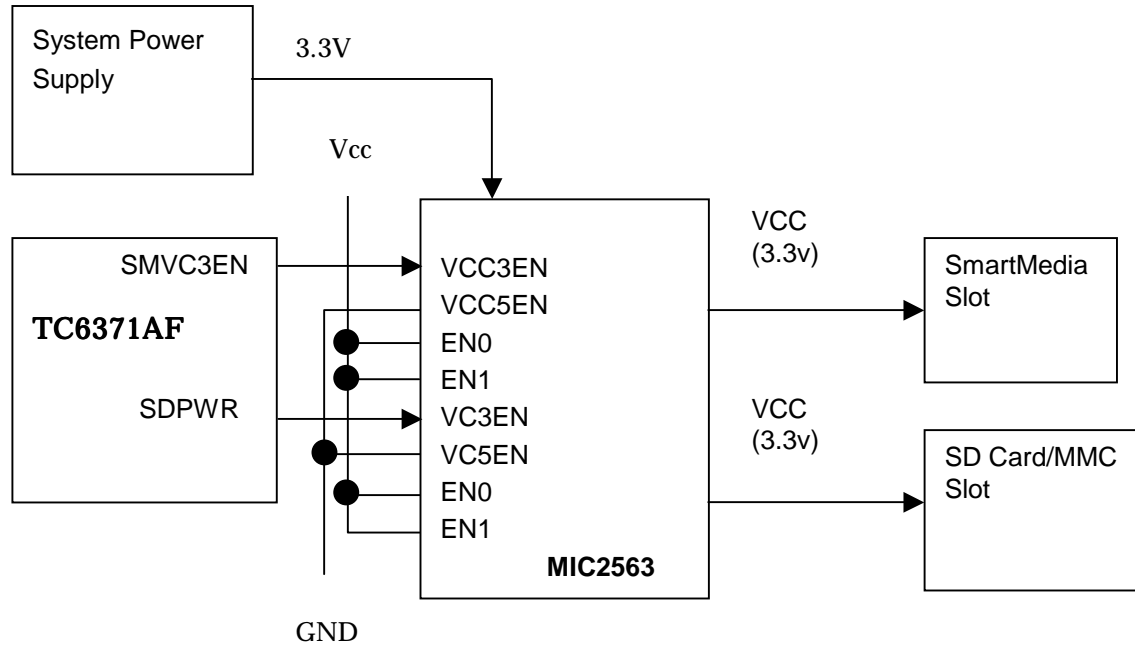 System Power
Supply
3.3V
Vcc
SMVC3EN
TC6371AF
SDPWR
VCC3EN
VCC5EN
EN0
EN1
VC3EN
VC5EN
EN0
EN1
MIC2563
VCC
(3.3v)
SmartMedia
Slot
VCC
(3.3v)
SD Card/MMC
Slot
GND